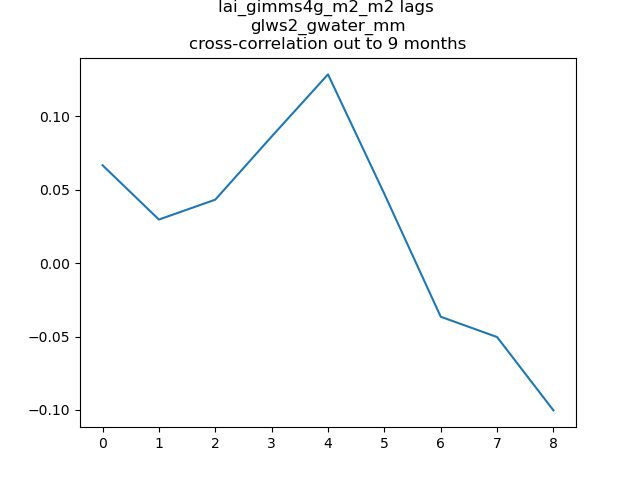 lai_gimms4g_m2_m2 lags
glws2_gwater_mm
cross-correlation out to 9 months
0.10
0.05
0.00
−0.05
−0.10
0 1 2 3 4 5 6 7 8